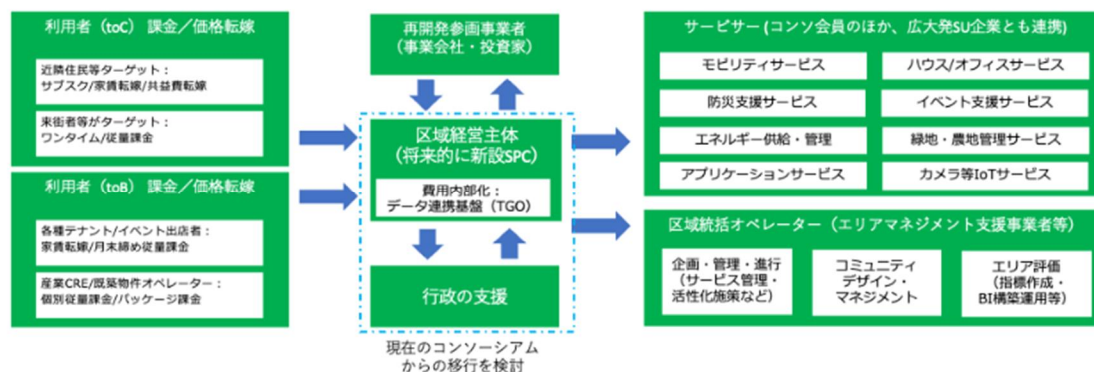 利用者（toC）課金／価格転嫁
近隣住民等ターゲット：
サブスク/家賃転嫁/共益費転嫁
来街者等がターゲット：
ワンタイム/従量課金
利用者（toB）課金／価格転嫁
各種テナント/イベント出店者：
家賃転嫁/月末締め従量課金
産業CRE/既築物件オペレーター：
個別従量課金/パッケージ課金
再開発参画事業者
（事業会社・投資家）
区域経営主体
（将来的に新設SPC）
費用内部化：
データ連携基盤（TGO）
行政の支援
現在のコンソーシアム
からの移行を検討
サービサー（コンソ会員のほか、広大発SU企業とも連携)
モビリティサービス
ハウス/オフィスサービス
防災支援サービス
イベント支援サービス
エネルギー供給・管理
緑地・農地管理サービス
アプリケーションサービス
カメラ等IoTサービス
区域統括オペレーター（エリアマネジメント支援事業者等）
企画・管理・進行
（サービス管理・
活性化施策など）
コミュニティ
デザイン・
マネジメント
エリア評価
（指標作成・
BI構築運用等）